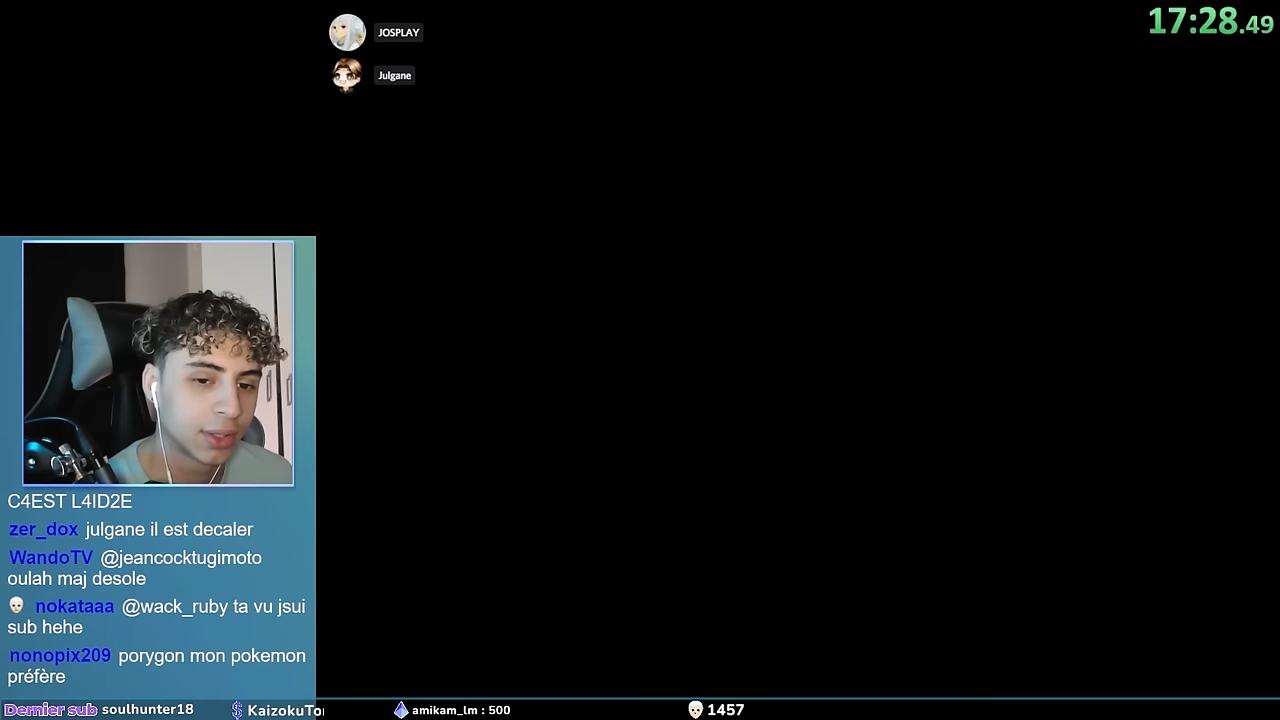 JOSPLAY
Julgane
17:28.49
C4EST L4ID2E
zer_dox julgane il est decaler
WandoTV @jeancocktugimoto
oulah maj desole
nokataaa @wack_ruby ta vu jsui
sub hehe
nonopix209 porygon mon pokemon
préfère
Dernier sub soulhunter18
amikam_lm : 500
1457